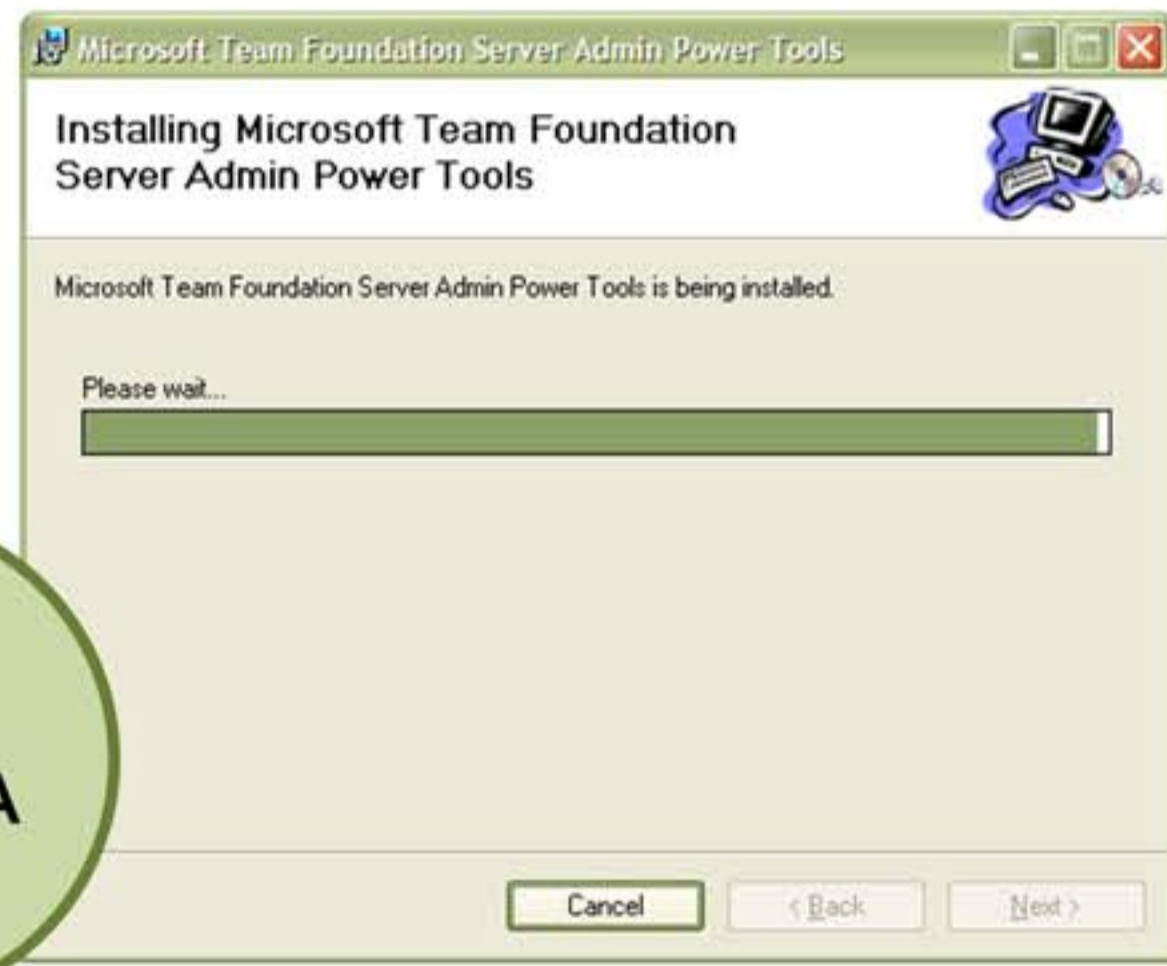 Microsoft Team Foundation Server Admin Power Tools
Installing Microsoft Team Foundation
Server Admin Power Tools
Microsoft Team Foundation Server Admin Power Tools is being installed.
Please wait...
A
Cancel
< Back
Next >